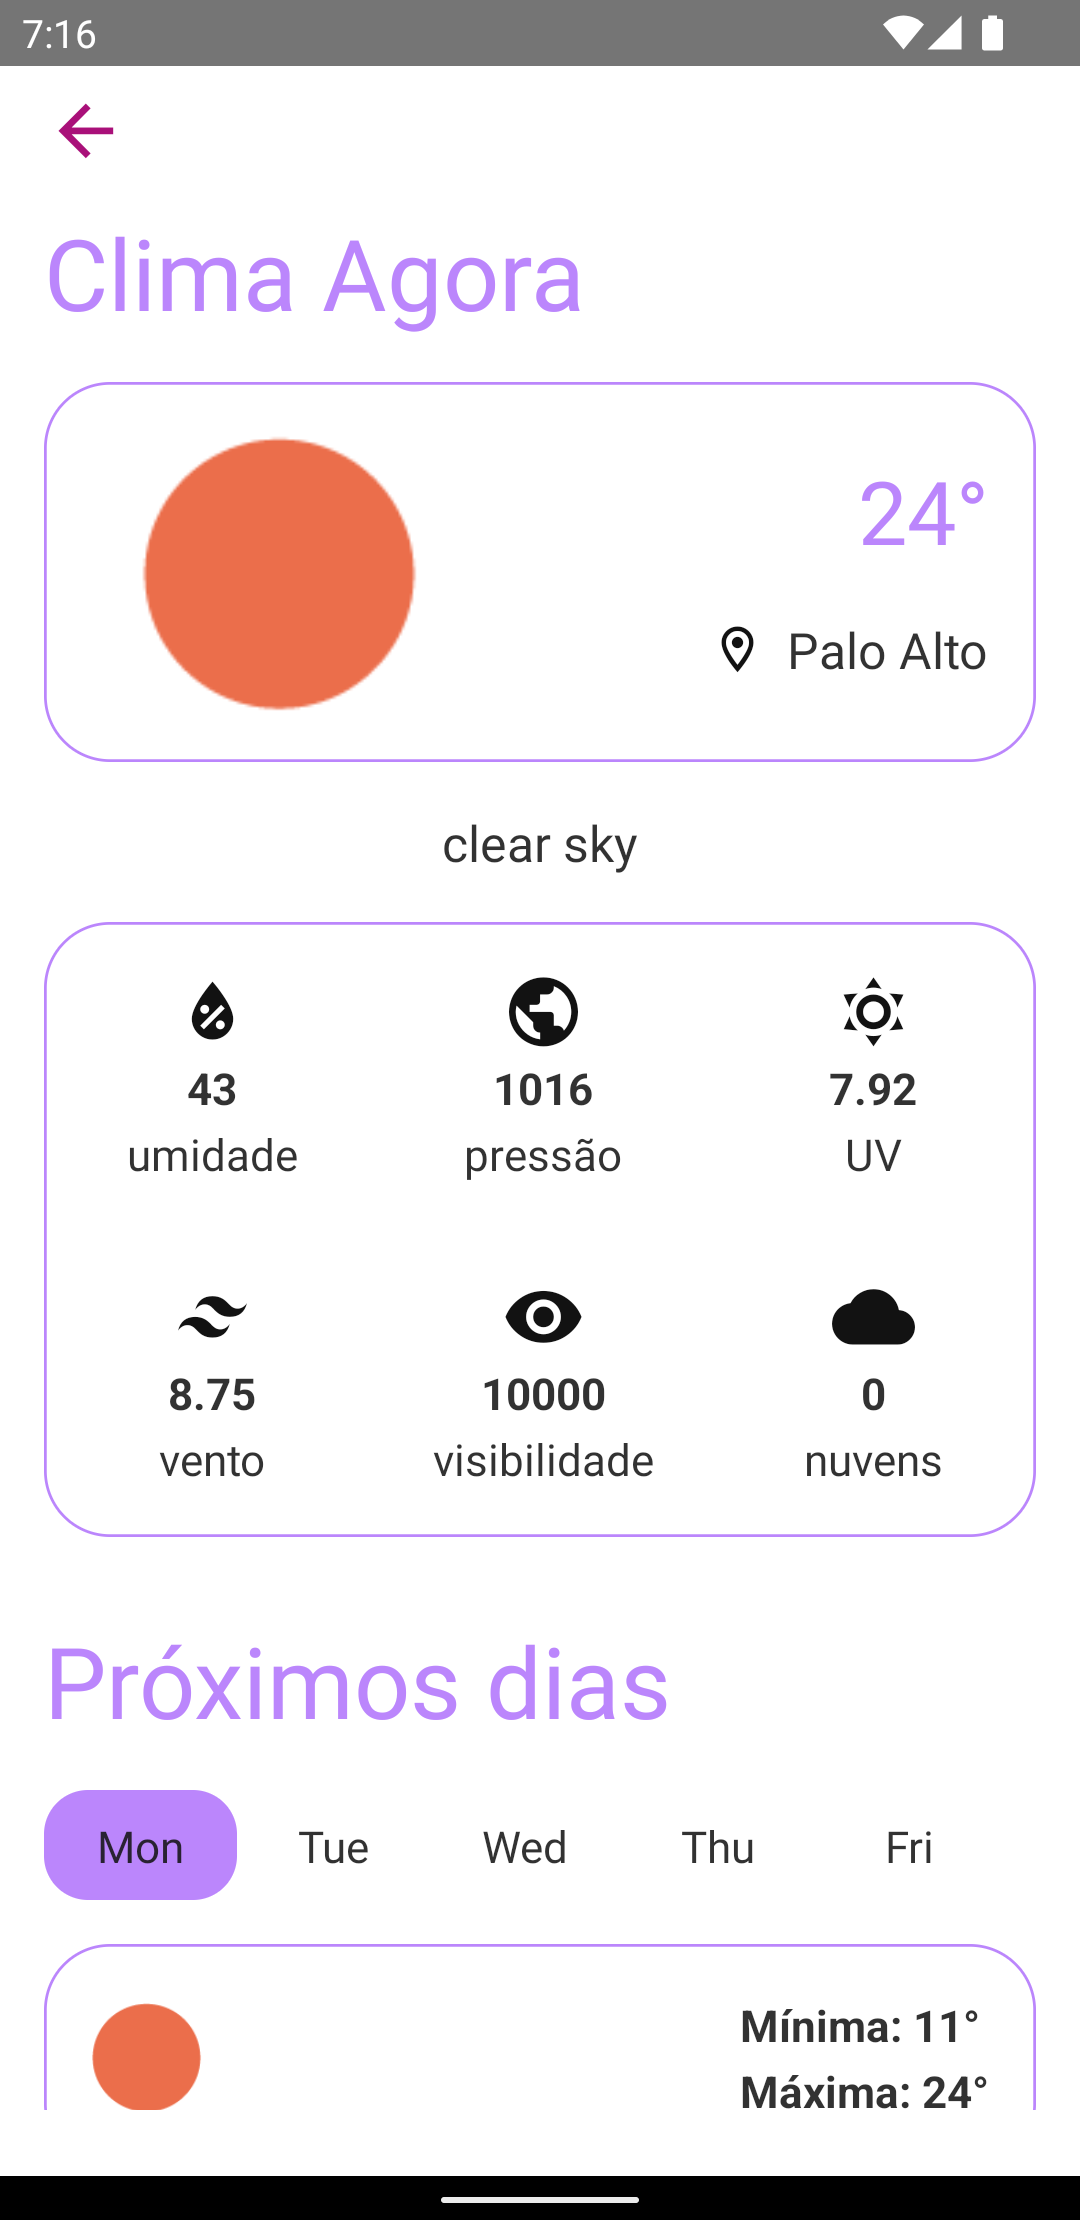 7:16
Clima Agora
24°
Palo Alto
clear sky
43 1016 7.92
umidade pressão UV
8.75 10000 0
vento visibilidade nuvens
Próximos dias
Mon Tue Wed Thu Fri
Mínima: 11°
Máxima: 24°